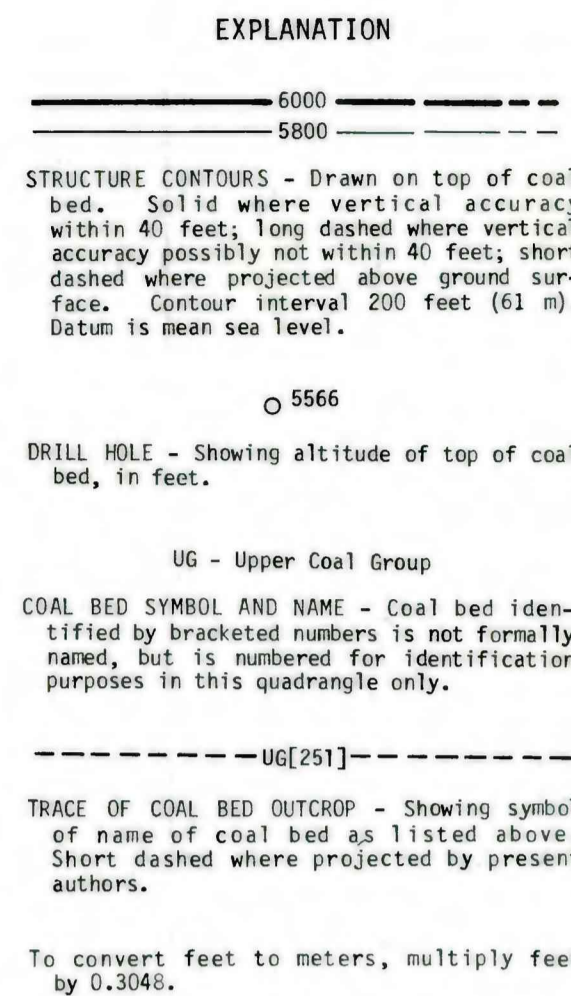 EXPLANATION
6000
5800
STRUCTURE CONTOURS - Drawn on top of coal
bed. Solid where vertical accuracy
within 40 feet; long dashed where vertical
accuracy possibly not within 40 feet; short
dashed where projected above ground sur-
face. Contour interval 200 feet (61 m)
Datum is mean sea level.
5566
DRILL HOLE - Showing altitude of top of coal
bed, in feet.
UG - Upper Coal Group
COAL BED SYMBOL AND NAME - Coal bed iden-
tified by bracketed numbers is not formally
named, but is numbered for identification
purposes in this quadrangle only.
UG[251]
TRACE OF COAL BED OUTCROP - Showing symbol
of name of coal bed as listed above
Short dashed where projected by present
authors.
To convert feet to meters, multiply fee
by 0.3048.